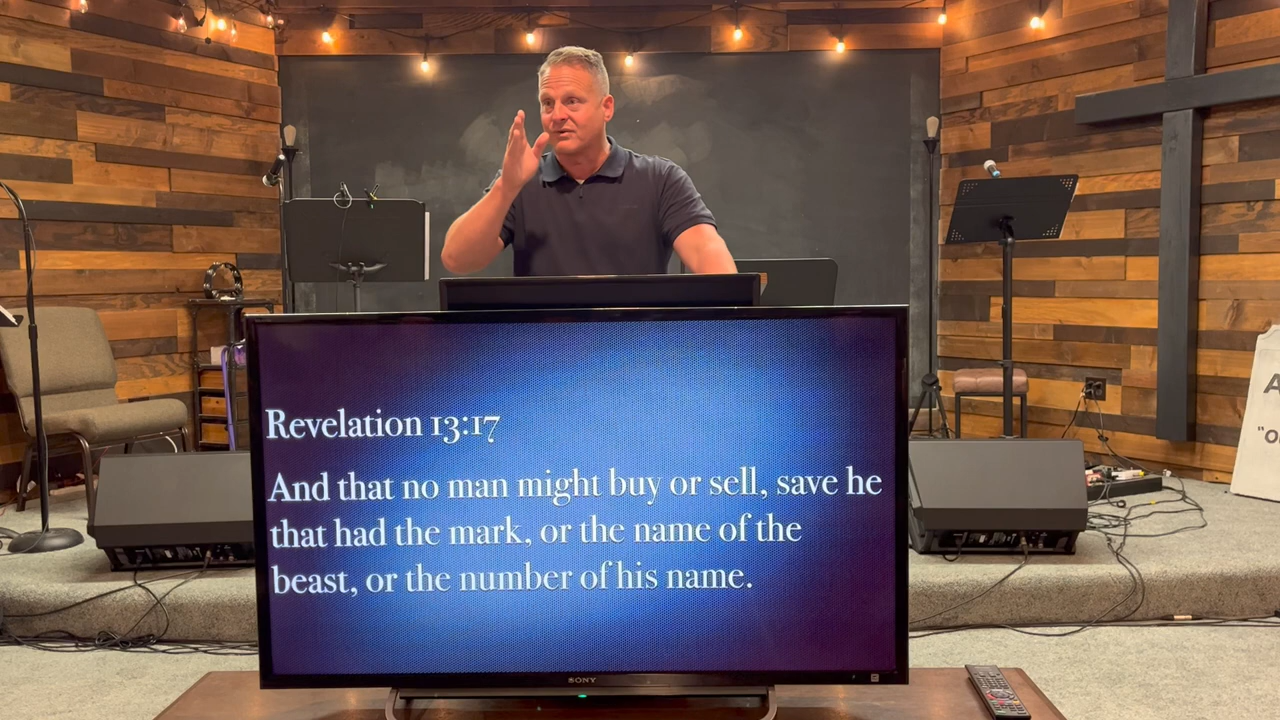 Revelation 13:17
And that no man might buy or sell, save he
that had the mark, or the name of the
beast, or the number of his name.
SONY